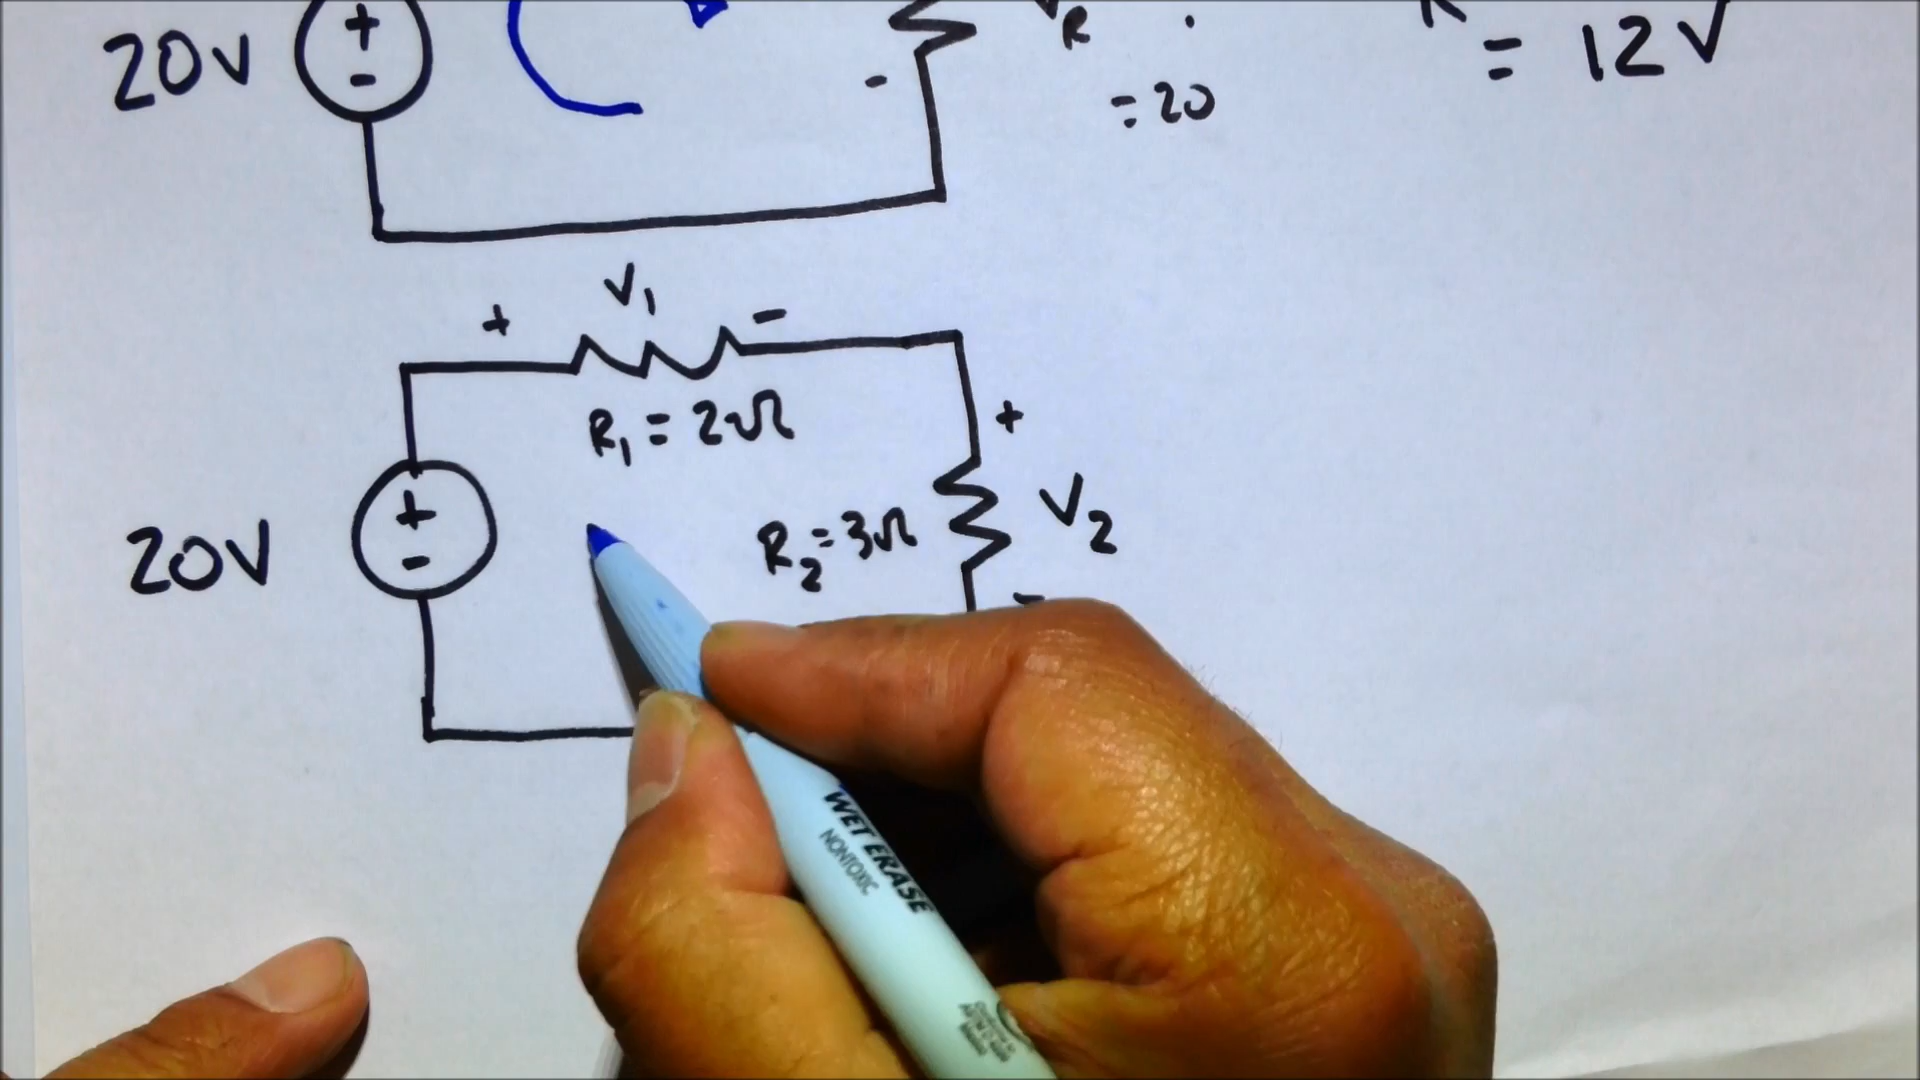 20V
+
-
-
R
= 20
= 12V
V1
+ -
R1 = 2Ω
+
20V
+
-
R2 = 3Ω
V2
-
WET ERASE
NONTOXIC